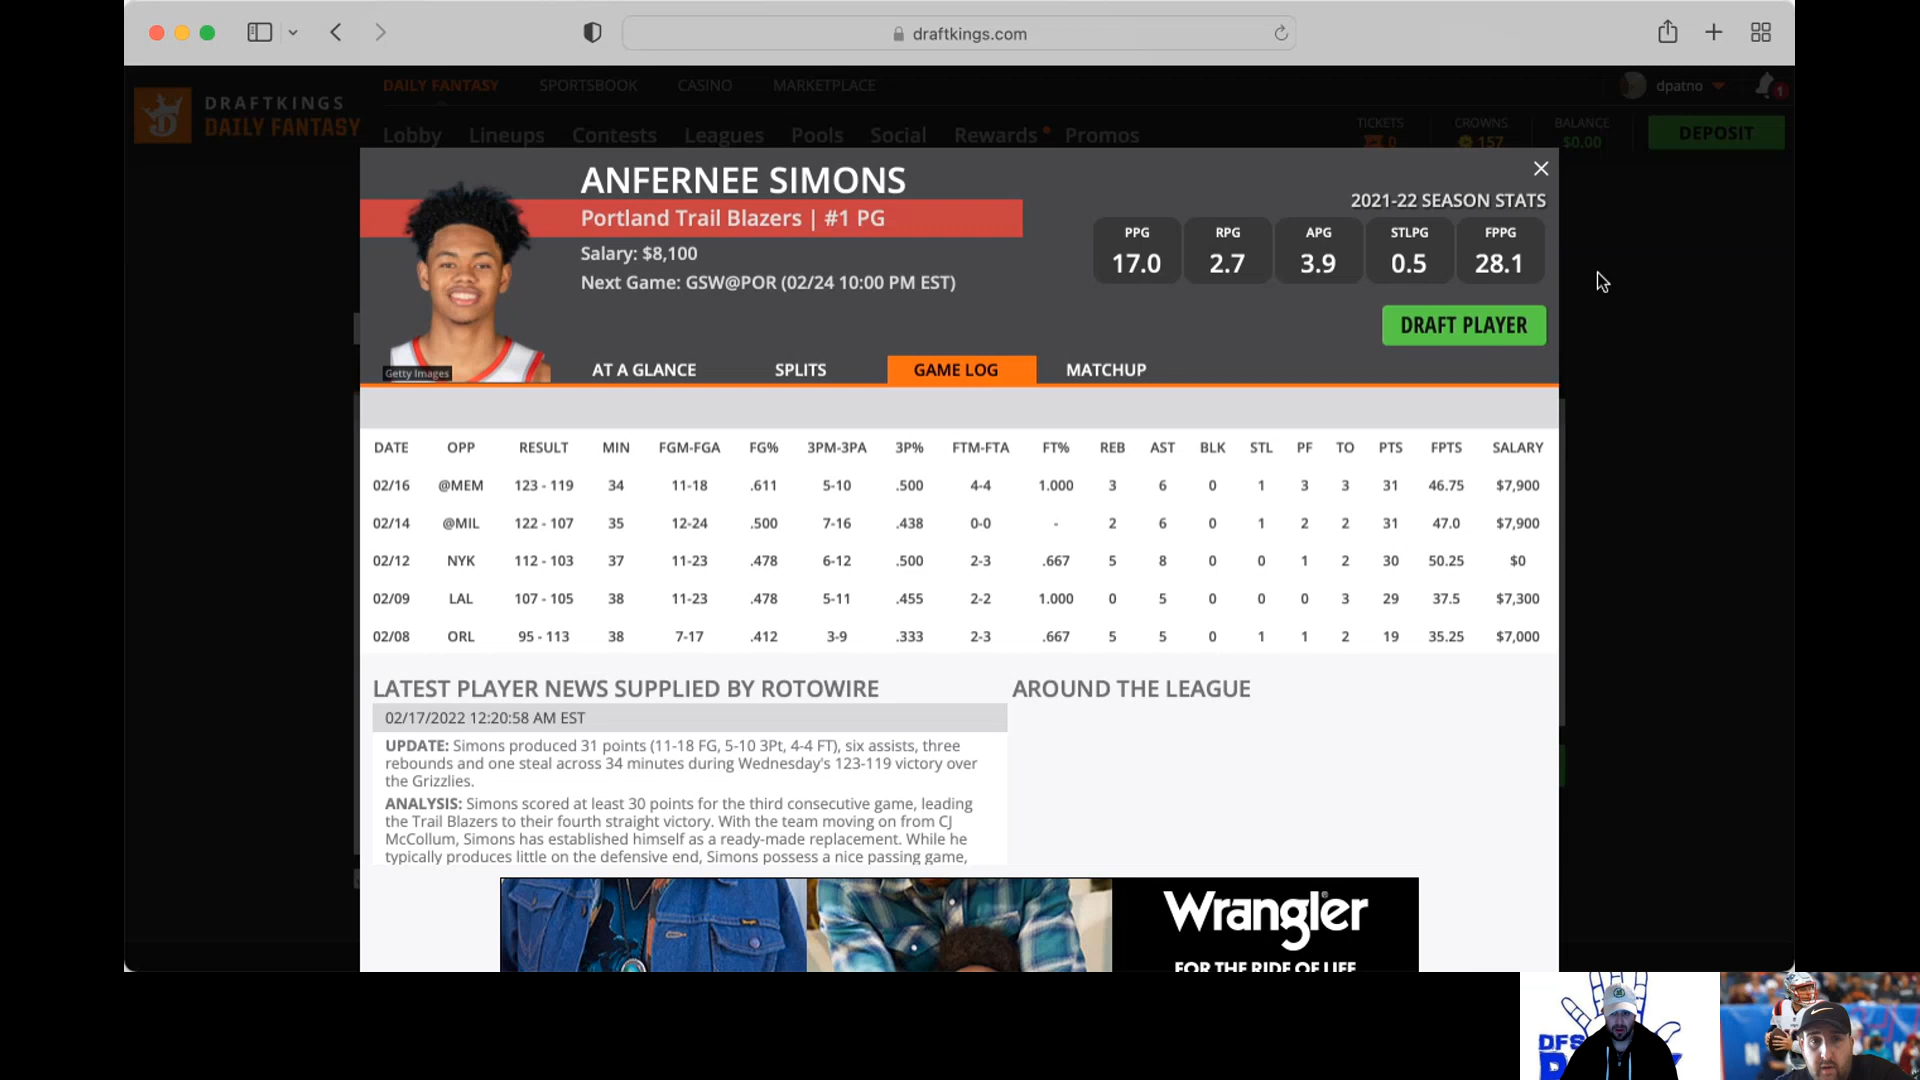 draftkings.com
DAILY FANTASY SPORTSBOOK CASINO MARKETPLACE
dpatno
1
DRAFTKINGS
DAILY FANTASY
Lobby Lineups Contests Leagues Pools Social Rewards Promos
TICKETS CROWNS BALANCE
0 157 $0.00
DEPOSIT
ANFERNEE SIMONS
Portland Trail Blazers | #1 PG
Salary: $8,100
Next Game: GSW@POR (02/24 10:00 PM EST)
2021-22 SEASON STATS
PPG RPG APG STLPG FPPG
17.0 2.7 3.9 0.5 28.1
DRAFT PLAYER
Getty Images
AT A GLANCE SPLITS GAME LOG MATCHUP
DATE OPP RESULT MIN FGM-FGA FG% 3PM-3PA 3P% FTM-FTA FT% REB AST BLK STL PF TO PTS FPTS SALARY
02/16 @MEM 123 - 119 34 11-18 .611 5-10 .500 4-4 1.000 3 6 0 1 3 3 31 46.75 $7,900
02/14 @MIL 122 - 107 35 12-24 .500 7-16 .438 0-0 - 2 6 0 1 2 2 31 47.0 $7,900
02/12 NYK 112 - 103 37 11-23 .478 6-12 .500 2-3 .667 5 8 0 0 1 2 30 50.25 $0
02/09 LAL 107 - 105 38 11-23 .478 5-11 .455 2-2 1.000 0 5 0 0 0 3 29 37.5 $7,300
02/08 ORL 95 - 113 38 7-17 .412 3-9 .333 2-3 .667 5 5 0 1 1 2 19 35.25 $7,000
LATEST PLAYER NEWS SUPPLIED BY ROTOWIRE
AROUND THE LEAGUE
02/17/2022 12:20:58 AM EST
UPDATE: Simons produced 31 points (11-18 FG, 5-10 3Pt, 4-4 FT), six assists, three
rebounds and one steal across 34 minutes during Wednesday's 123-119 victory over
the Grizzlies.
ANALYSIS: Simons scored at least 30 points for the third consecutive game, leading
the Trail Blazers to their fourth straight victory. With the team moving on from CJ
McCollum, Simons has established himself as a ready-made replacement. While he
typically produces little on the defensive end, Simons possess a nice passing game,
Wrangler
FOR THE RIDE OF LIFE
DFS